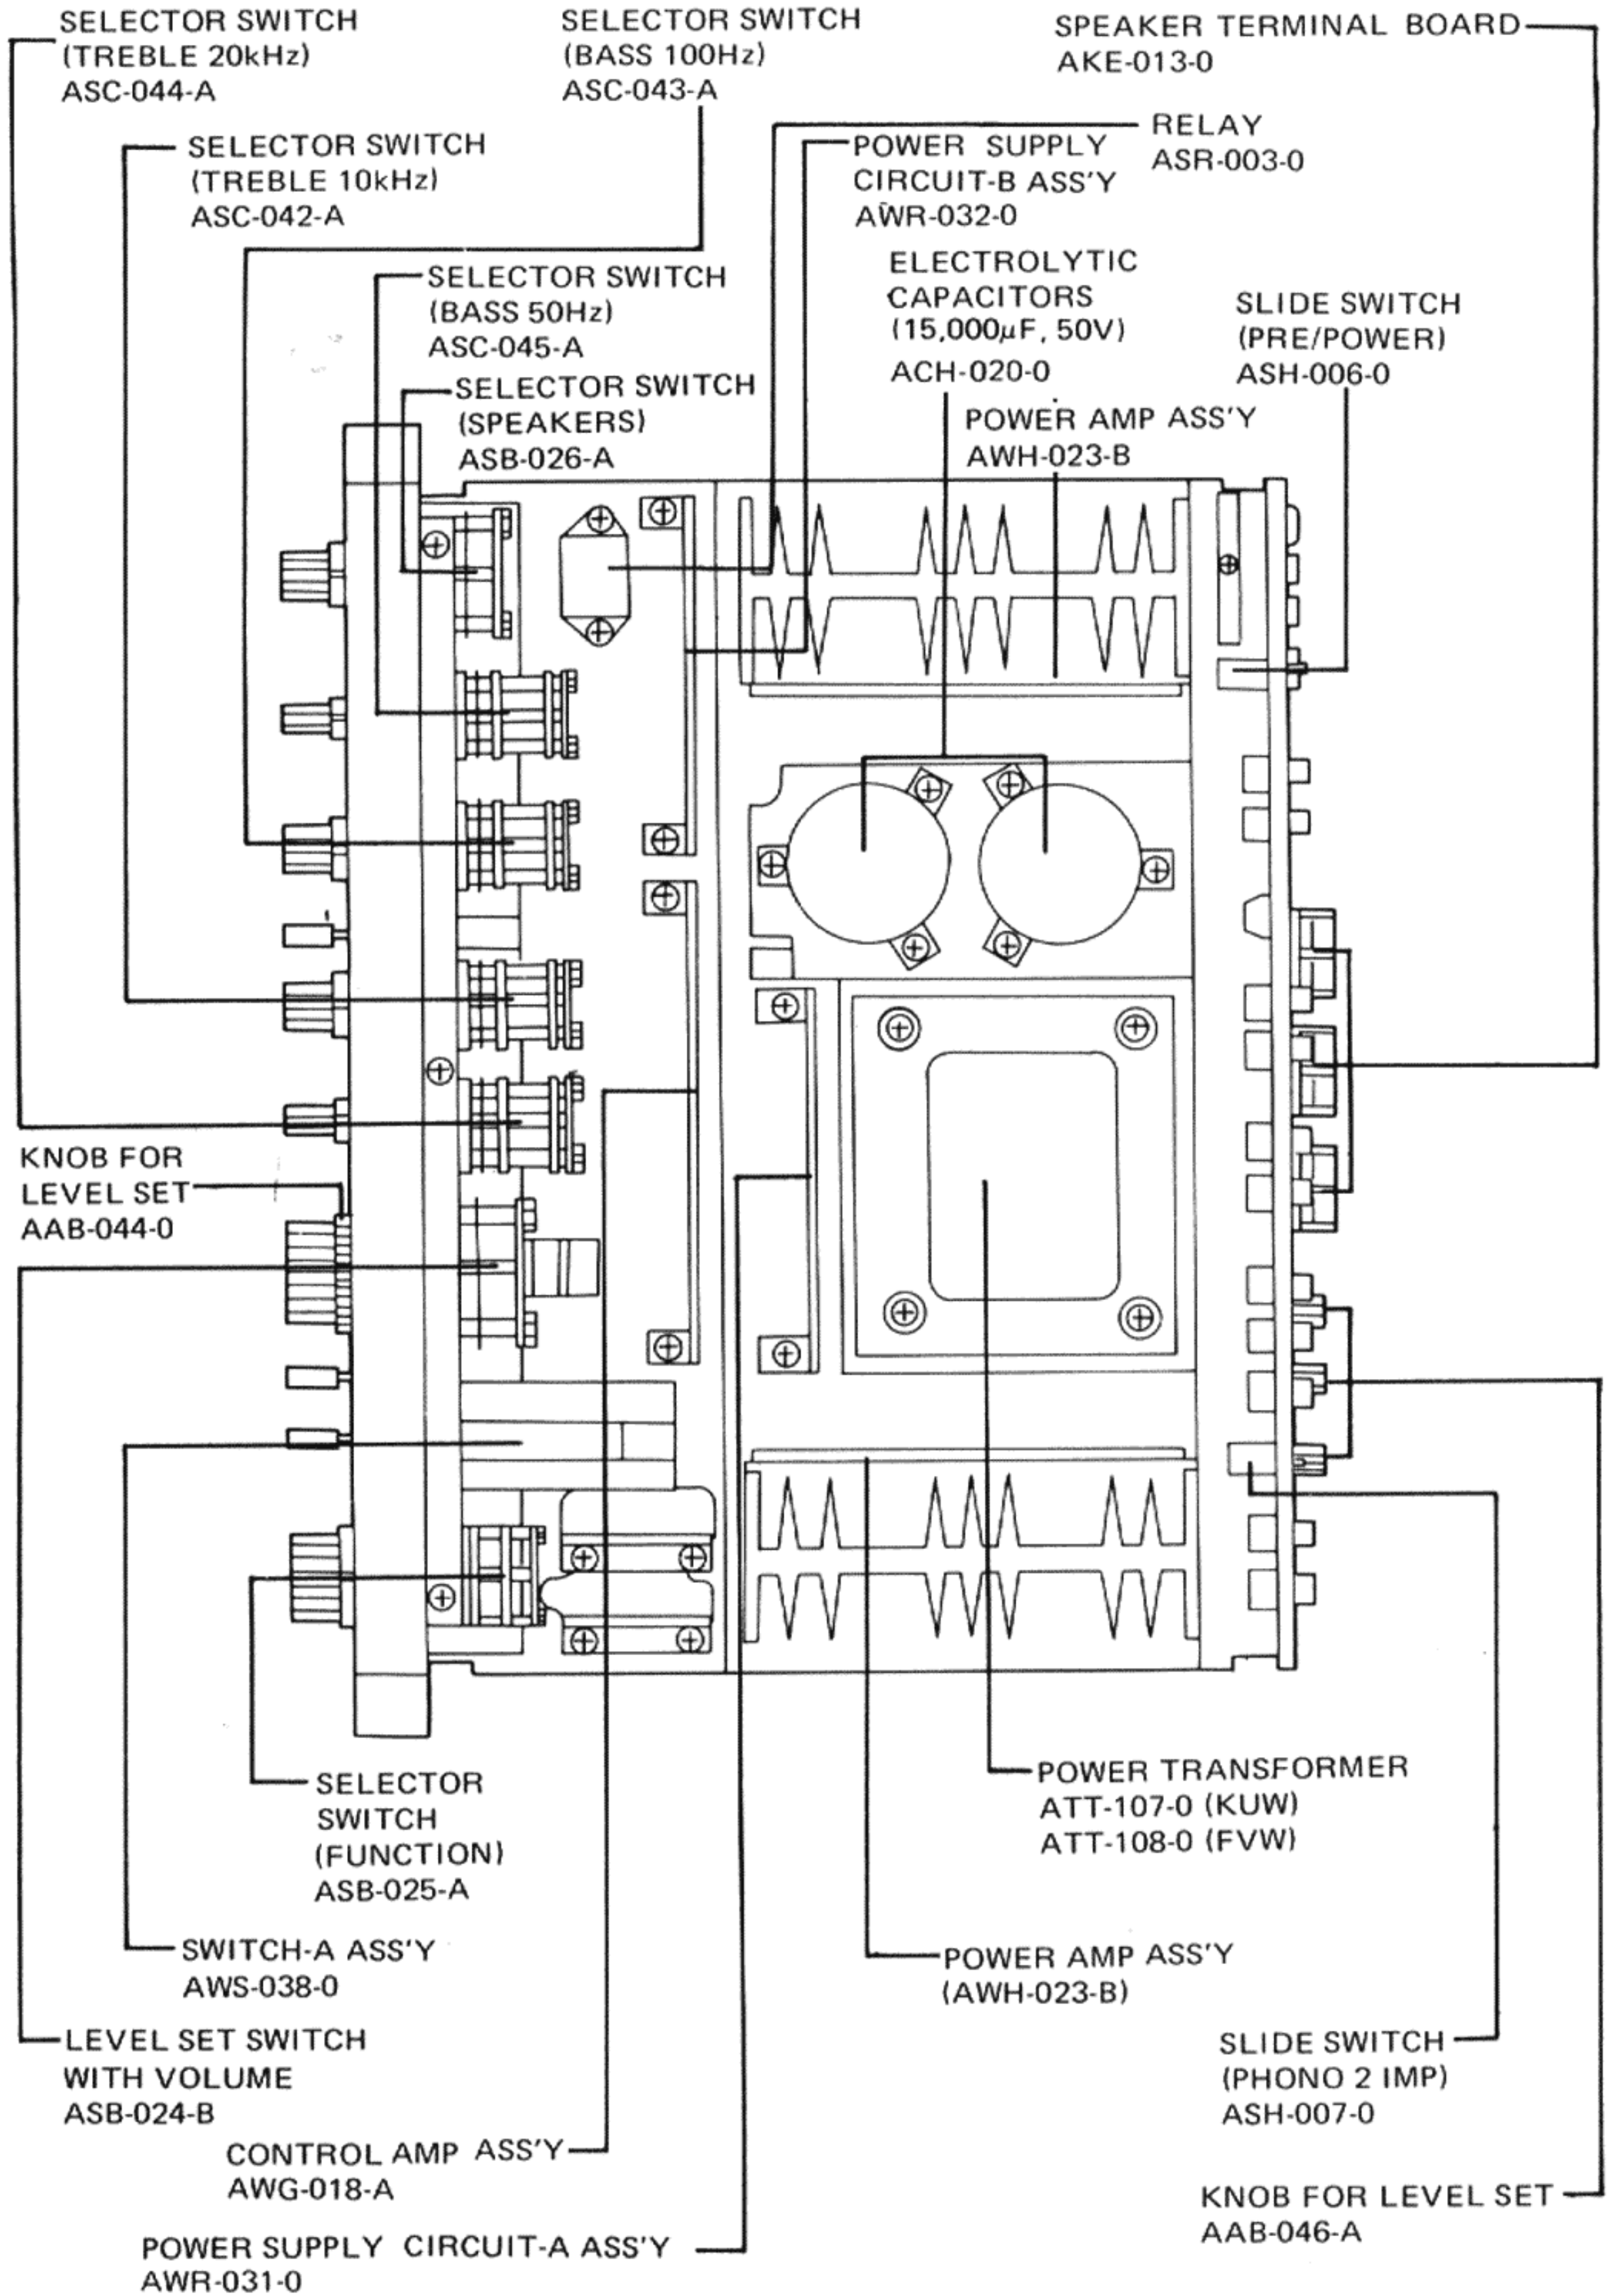 SELECTOR SWITCH
(TREBLE 20kHz)
ASC-044-A
SELECTOR SWITCH
(BASS 100Hz)
ASC-043-A
SPEAKER TERMINAL BOARD
AKE-013-0
SELECTOR SWITCH
(TREBLE 10kHz)
ASC-042-A
POWER SUPPLY
CIRCUIT-B ASS'Y
AWR-032-0
RELAY
ASR-003-0
SELECTOR SWITCH
(BASS 50Hz)
ASC-045-A
ELECTROLYTIC
CAPACITORS
(15,000µF, 50V)
ACH-020-0
SLIDE SWITCH
(PRE/POWER)
ASH-006-0
SELECTOR SWITCH
(SPEAKERS)
ASB-026-A
POWER AMP ASS'Y
AWH-023-B
KNOB FOR
LEVEL SET
AAB-044-0
SELECTOR
SWITCH
(FUNCTION)
ASB-025-A
POWER TRANSFORMER
ATT-107-0 (KUW)
ATT-108-0 (FVW)
SWITCH-A ASS'Y
AWS-038-0
POWER AMP ASS'Y
(AWH-023-B)
LEVEL SET SWITCH
WITH VOLUME
ASB-024-B
SLIDE SWITCH
(PHONO 2 IMP)
ASH-007-0
CONTROL AMP ASS'Y
AWG-018-A
KNOB FOR LEVEL SET
AAB-046-A
POWER SUPPLY CIRCUIT-A ASS'Y
AWR-031-0